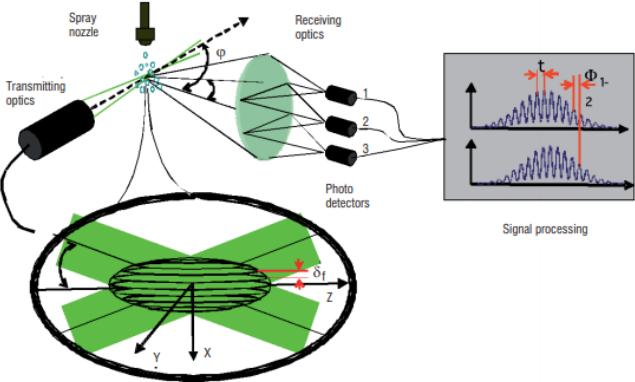 Spray
nozzle
Receiving
optics
φ
Transmitting
optics
1
2
3
Photo
detectors
t
Φ1-
2
Signal processing
δf
Z
Y
X